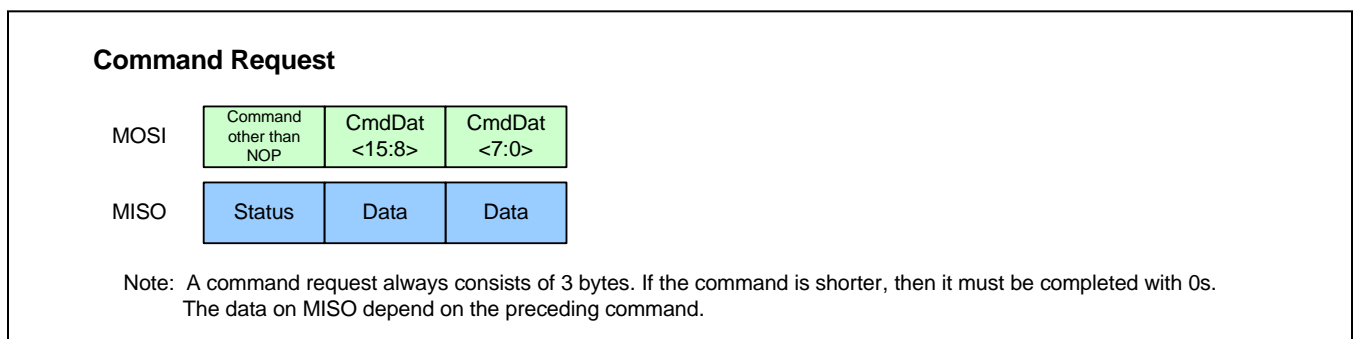 Command Request
MOSI
Command
other than
NOP
CmdDat
<15:8>
CmdDat
<7:0>
MISO
Status
Data
Data
Note: A command request always consists of 3 bytes. If the command is shorter, then it must be completed with 0s.
The data on MISO depend on the preceding command.